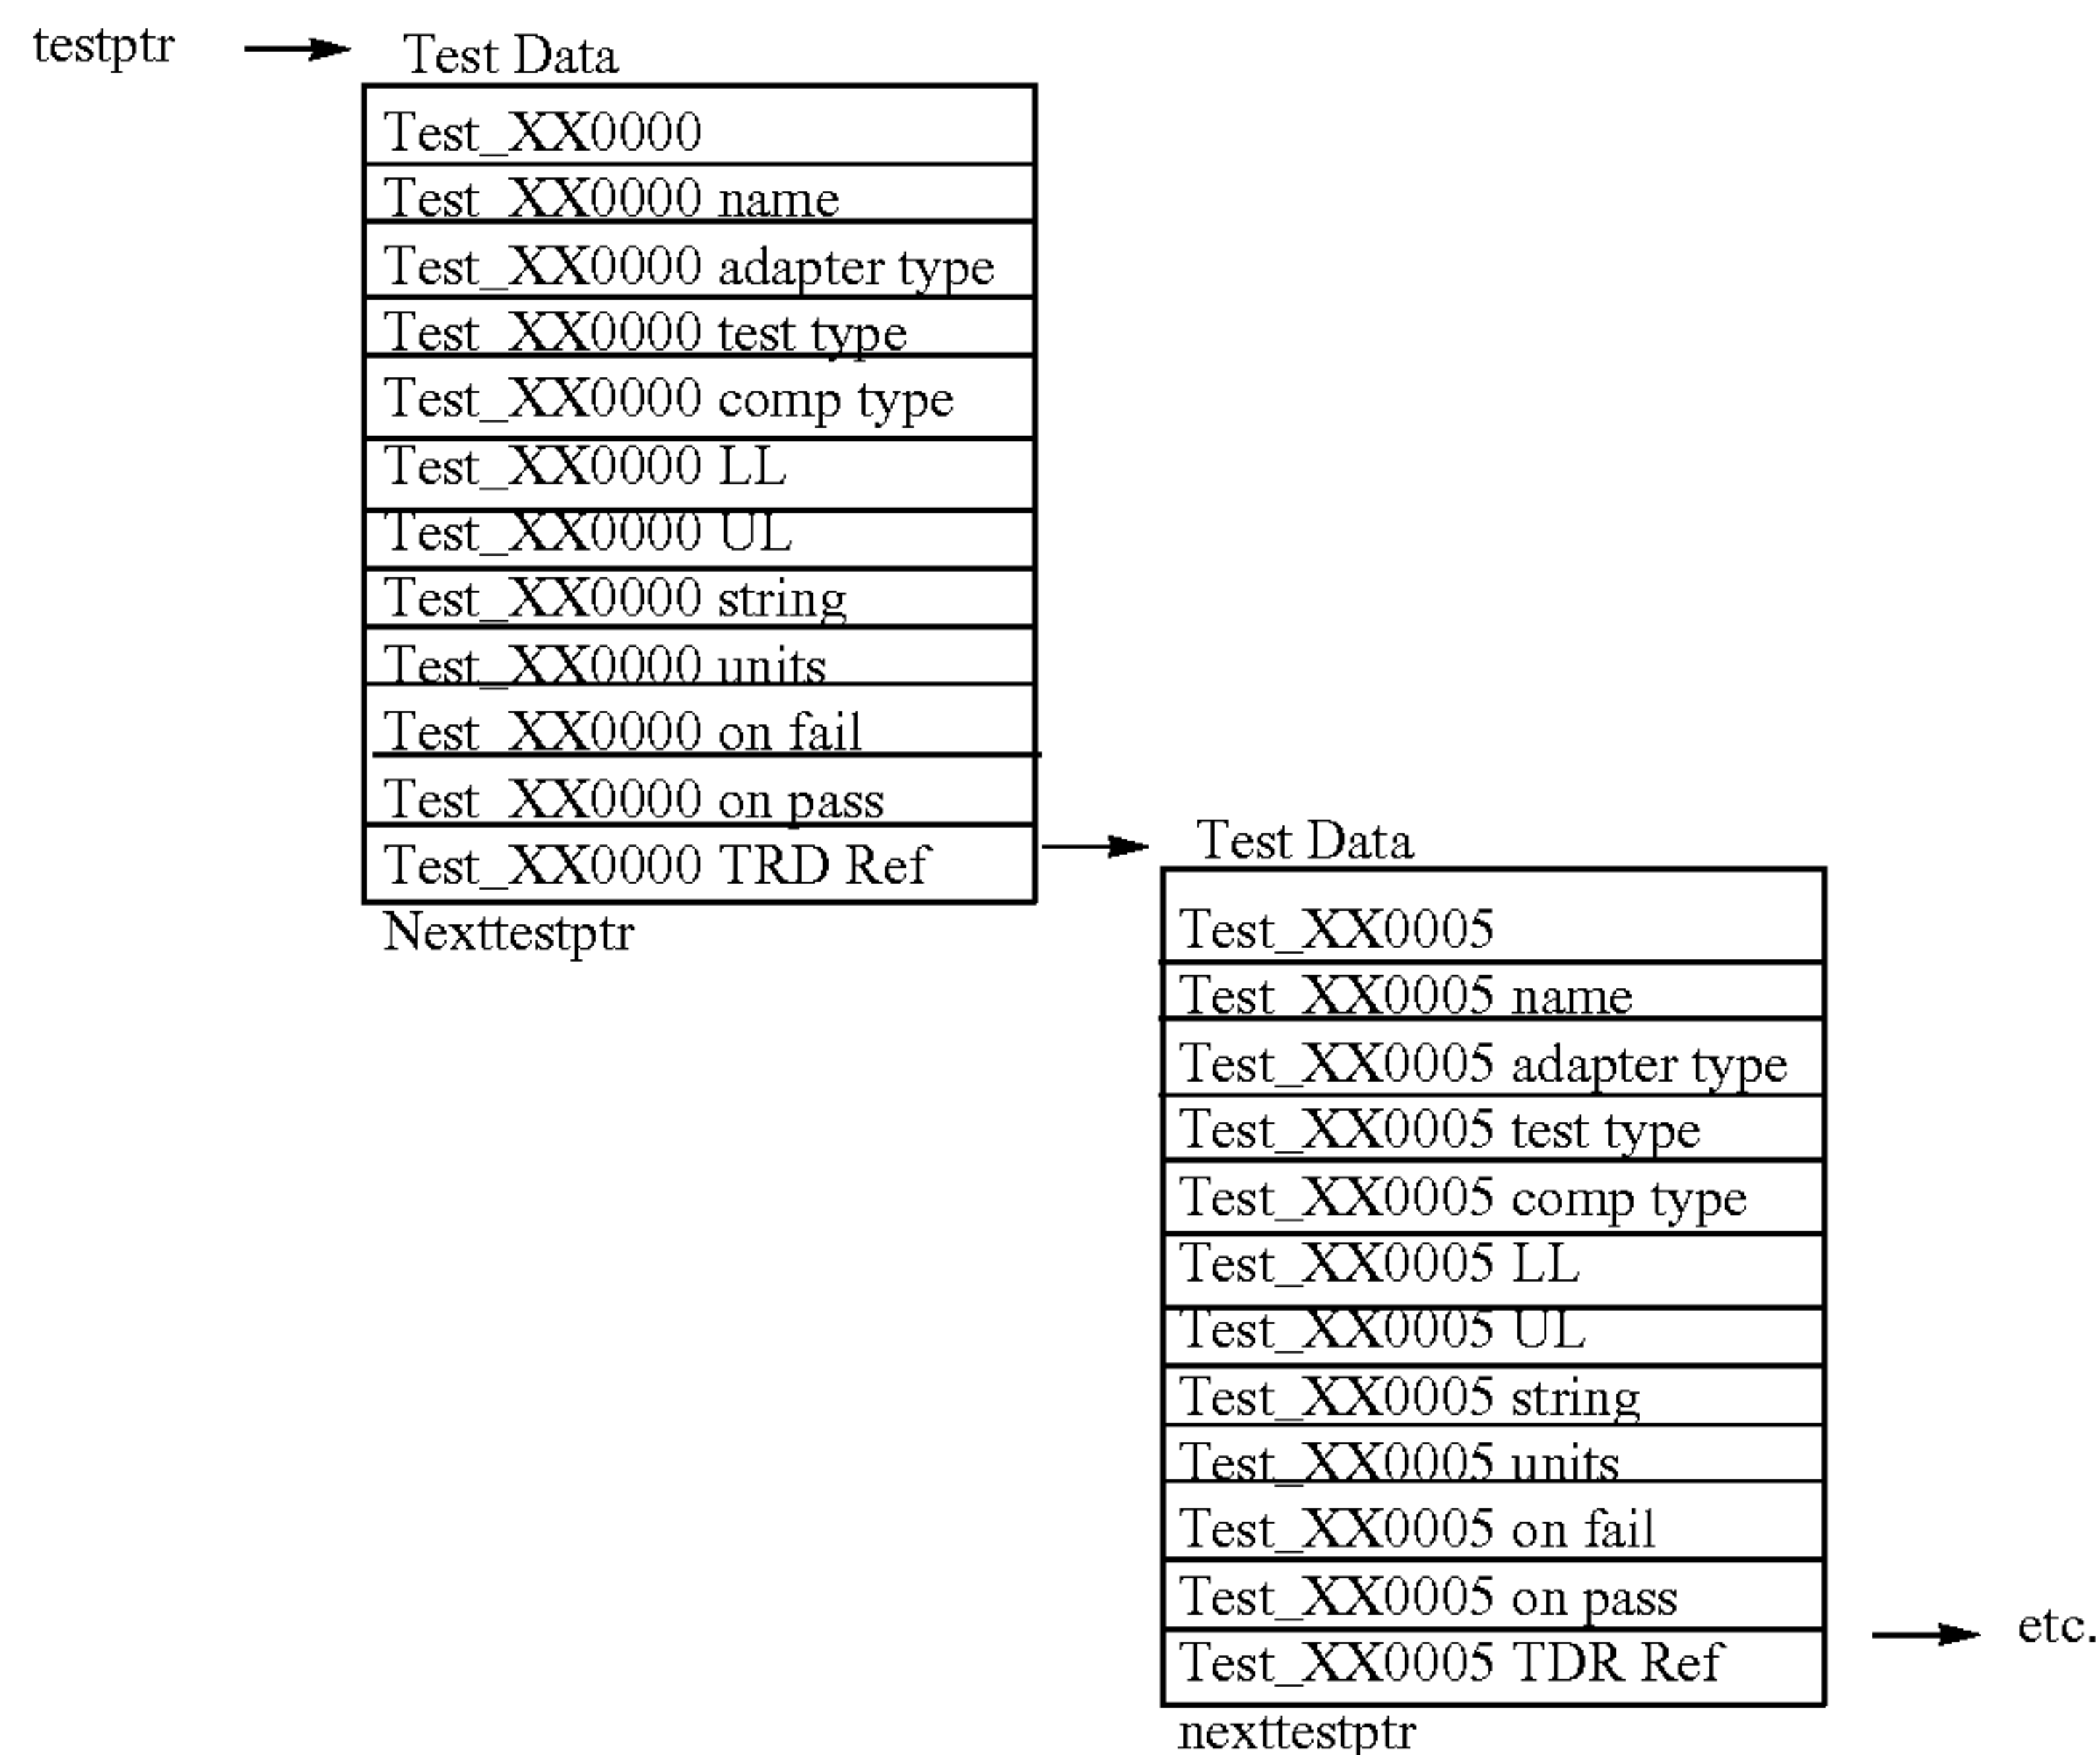 testptr
Test Data
Test_XX0000
Test_XX0000 name
Test_XX0000 adapter type
Test_XX0000 test type
Test_XX0000 comp type
Test_XX0000 LL
Test_XX0000 UL
Test_XX0000 string
Test_XX0000 units
Test_XX0000 on fail
Test_XX0000 on pass
Test_XX0000 TRD Ref
Nexttestptr
Test Data
Test_XX0005
Test_XX0005 name
Test_XX0005 adapter type
Test_XX0005 test type
Test_XX0005 comp type
Test_XX0005 LL
Test_XX0005 UL
Test_XX0005 string
Test_XX0005 units
Test_XX0005 on fail
Test_XX0005 on pass
Test_XX0005 TDR Ref
nexttestptr
etc.